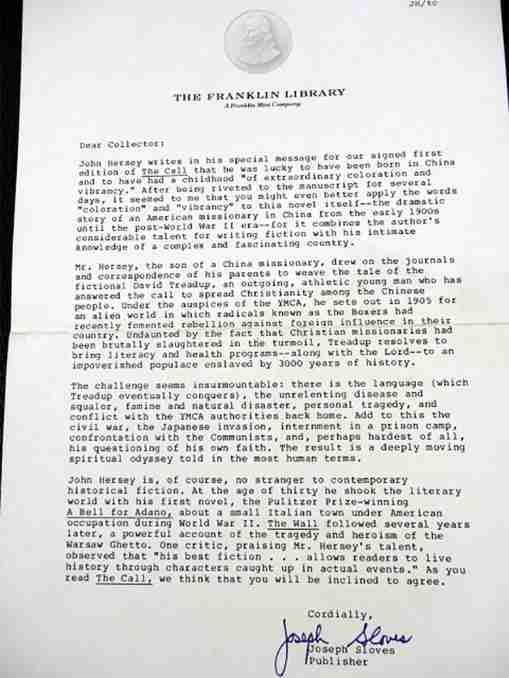 JH/80
THE FRANKLIN LIBRARY
A Franklin Mint Company
Dear Collector:
John Hersey writes in his special message for our signed first
edition of The Call that he was lucky to have been born in China
and to have had a childhood "of extraordinary coloration and
vibrancy." After being riveted to the manuscript for several
days, it seemed to me that you might even better apply the words
"coloration" and "vibrancy" to this novel itself--the dramatic
story of an American missionary in China from the early 1900s
until the post-World War II era--for it combines the author's
considerable talent for writing fiction with his intimate
knowledge of a complex and fascinating country.
Mr. Hersey, the son of a China missionary, drew on the journals
and correspondence of his parents to weave the tale of the
fictional David Treadup, an outgoing, athletic young man who has
answered the call to spread Christianity among the Chinese
people. Under the auspices of the YMCA, he sets out in 1905 for
an alien world in which radicals known as the Boxers had
recently fomented rebellion against foreign influence in their
country. Undaunted by the fact that Christian missionaries had
been brutally slaughtered in the turmoil, Treadup resolves to
bring literacy and health programs--along with the Lord--to an
impoverished populace enslaved by 3000 years of history.
The challenge seems insurmountable: there is the language (which
Treadup eventually conquers), the unrelenting disease and
squalor, famine and natural disaster, personal tragedy, and
conflict with the YMCA authorities back home. Add to this the
civil war, the Japanese invasion, internment in a prison camp,
confrontation with the Communists, and, perhaps hardest of all,
his questioning of his own faith. The result is a deeply moving
spiritual odyssey told in the most human terms.
John Hersey is, of course, no stranger to contemporary
historical fiction. At the age of thirty he shook the literary
world with his first novel, the Pulitzer Prize-winning
A Bell for Adano, about a small Italian town under American
occupation during World War II. The Wall followed several years
later, a powerful account of the tragedy and heroism of the
Warsaw Ghetto. One critic, praising Mr. Hersey's talent,
observed that "his best fiction . . . allows readers to live
history through characters caught up in actual events." As you
read The Call, we think that you will be inclined to agree.
Cordially,
Joseph Sloves
Joseph Sloves
Publisher